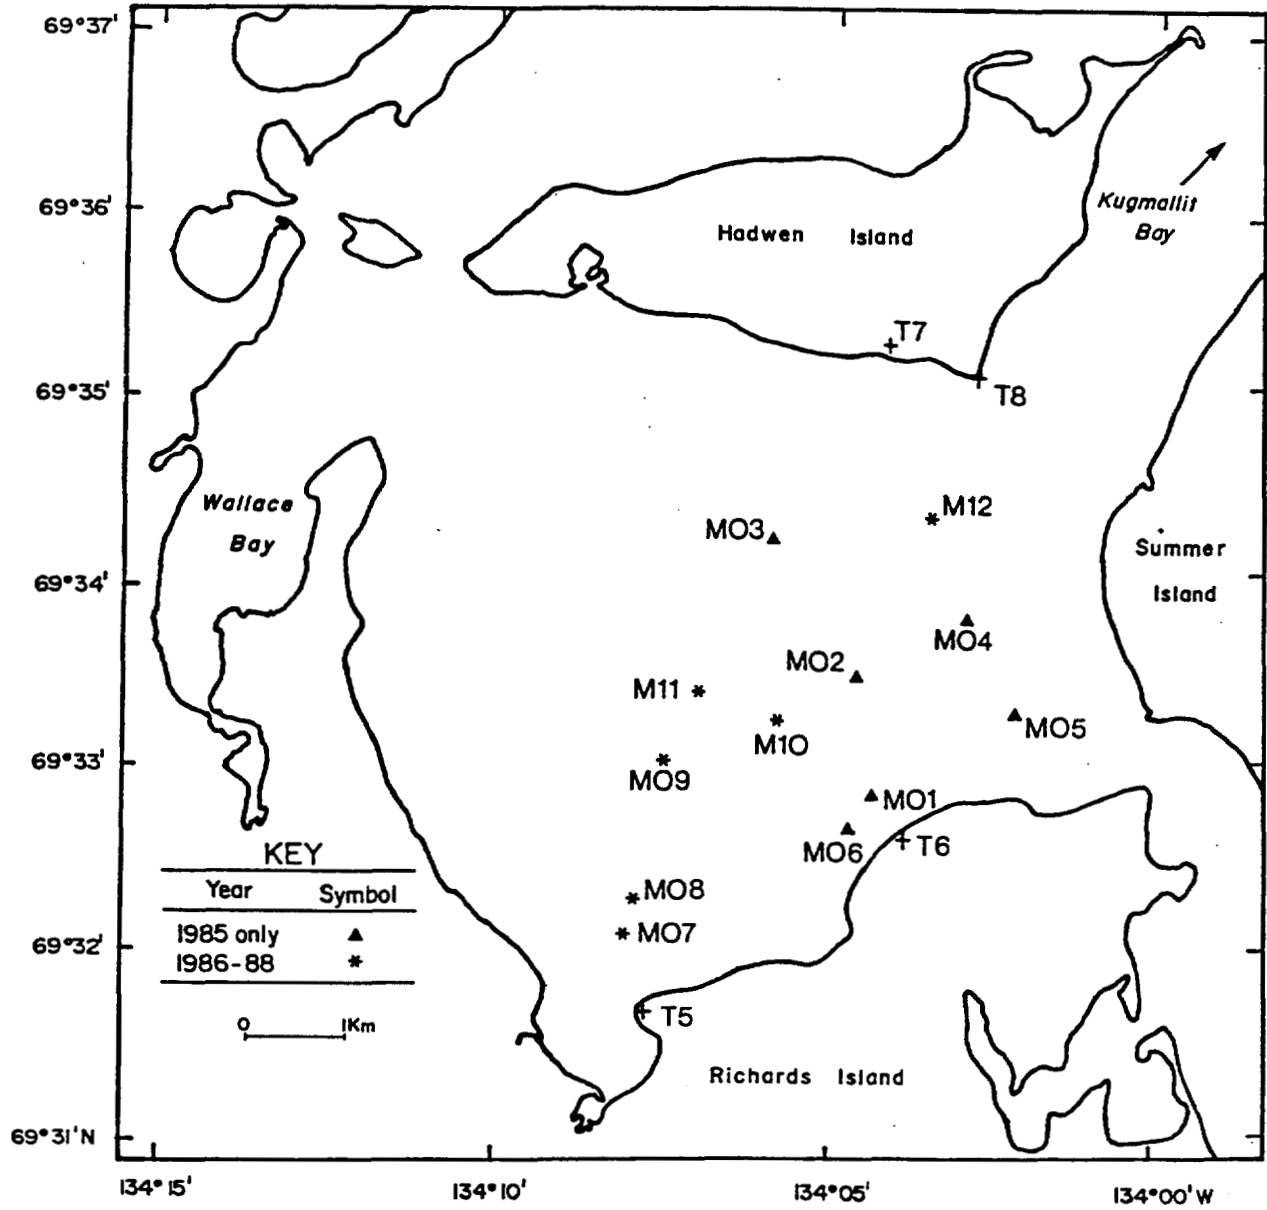 69°37'
69°36'
Hadwen Island
Kugmallit
Bay
T7
69°35'
T8
Wallace
Bay
MO3
M12
Summer
Island
69°34'
MO4
MO2
M11
M10
MO5
69°33'
MO9
MO1
MO6
T6
KEY
Year Symbol
1985 only ▲
1986-88 *
MO8
MO7
69°32'
0 1Km
T5
Richards Island
69°31'N
134°15' 134°10' 134°05' 134°00'W